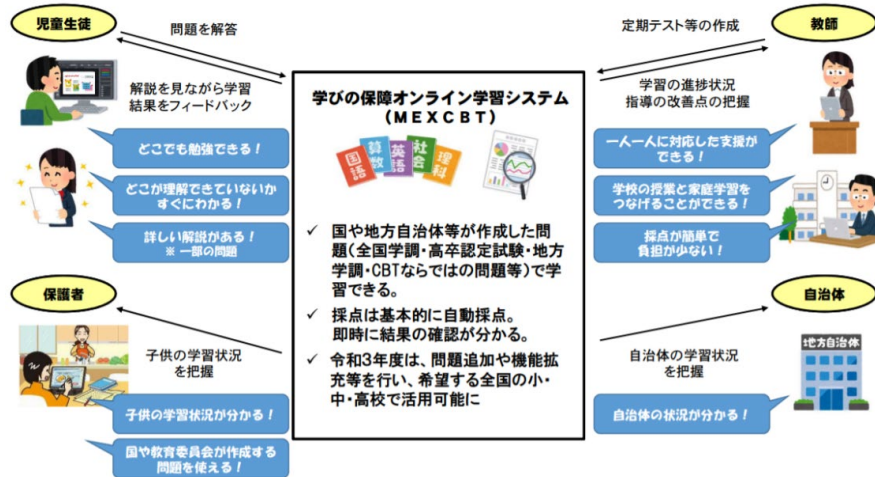 児童生徒
問題を解答
解説を見ながら学習
結果をフィードバック
どこでも勉強できる！
どこが理解できていないか
すぐにわかる！
詳しい解説がある！
※ 一部の問題
保護者
子供の学習状況
を把握
子供の学習状況が分かる！
国や教育委員会が作成する
問題を使える！
学びの保障オンライン学習システム
(ＭＥＸＣＢＴ)
国語
算数
英語
社会
理科
✓ 国や地方自治体等が作成した問
題(全国学調・高卒認定試験・地方
学調・CBTならではの問題等)で学
習できる。
✓ 採点は基本的に自動採点。
即時に結果の確認が分かる。
✓ 令和3年度は、問題追加や機能拡
充等を行い、希望する全国の小・
中・高校で活用可能に
教師
定期テスト等の作成
学習の進捗状況
指導の改善点の把握
一人一人に対応した支援が
できる！
学校の授業と家庭学習を
つなげることができる！
採点が簡単で
負担が少ない！
自治体
自治体の学習状況
を把握
地方自治体
自治体の状況が分かる！